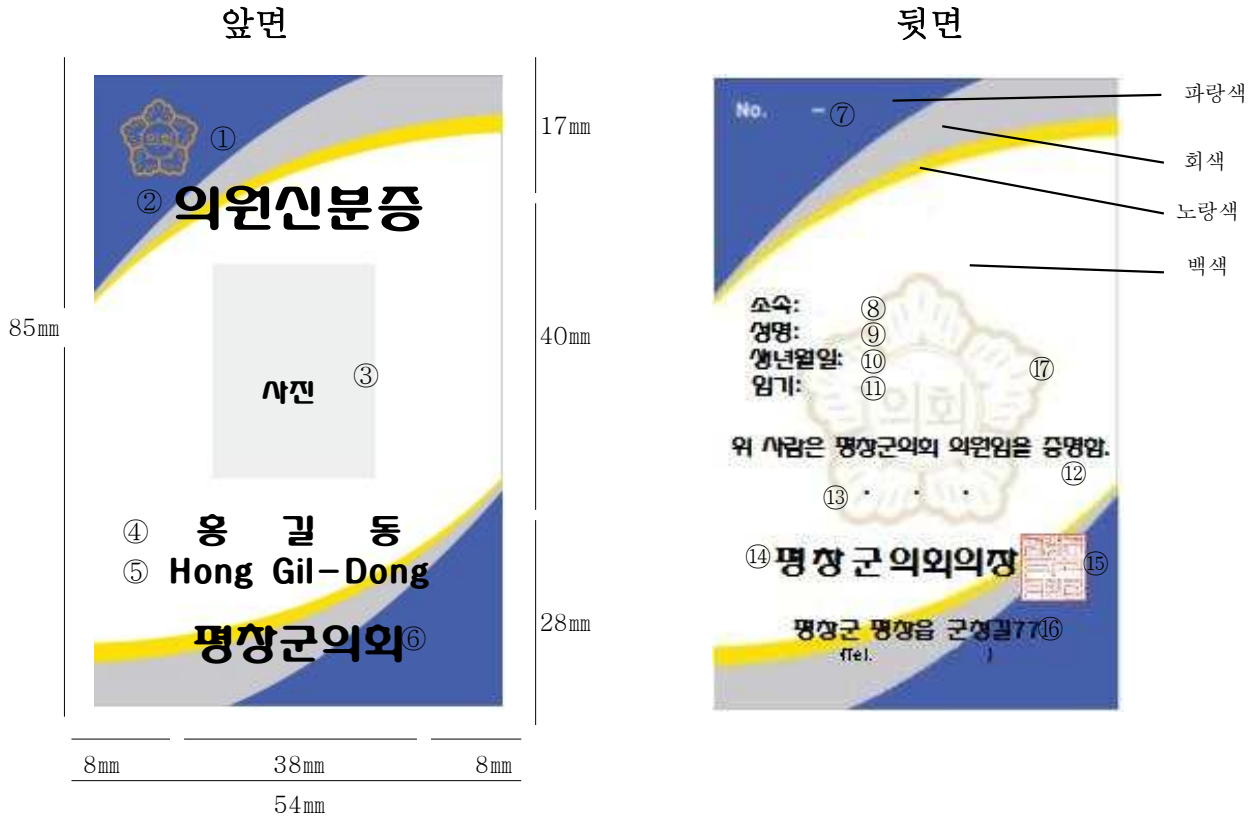 앞면
뒷면
의회
①
② 의원신분증
사진 ③
④ 홍 길 동
⑤ Hong Gil-Dong
평창군의회 ⑥
85mm
17mm
40mm
28mm
8mm 38mm 8mm
54mm
No. - ⑦
파랑색
회색
노랑색
백색
소속: ⑧
성명: ⑨
생년월일: ⑩
임기: ⑪
⑰
의회
위 사람은 평창군의회 의원임을 증명함.
⑫
⑬ . . .
⑭ 평창군의회의장 ⑮
평창군 평창읍 군청길77 ⑯
(Tel. )